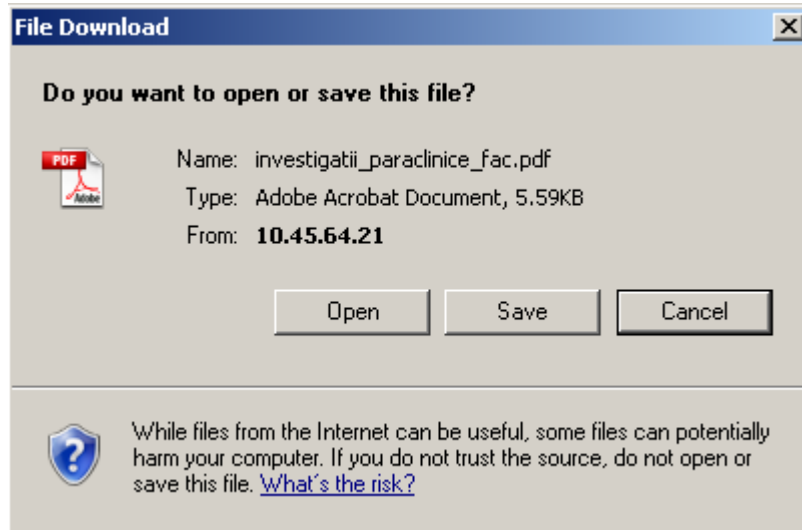 File Download
Do you want to open or save this file?
PDF
Adobe
Name: investigatii_paraclinice_fac.pdf
Type: Adobe Acrobat Document, 5.59KB
From: 10.45.64.21
Open Save Cancel
While files from the Internet can be useful, some files can potentially
harm your computer. If you do not trust the source, do not open or
save this file. What's the risk?